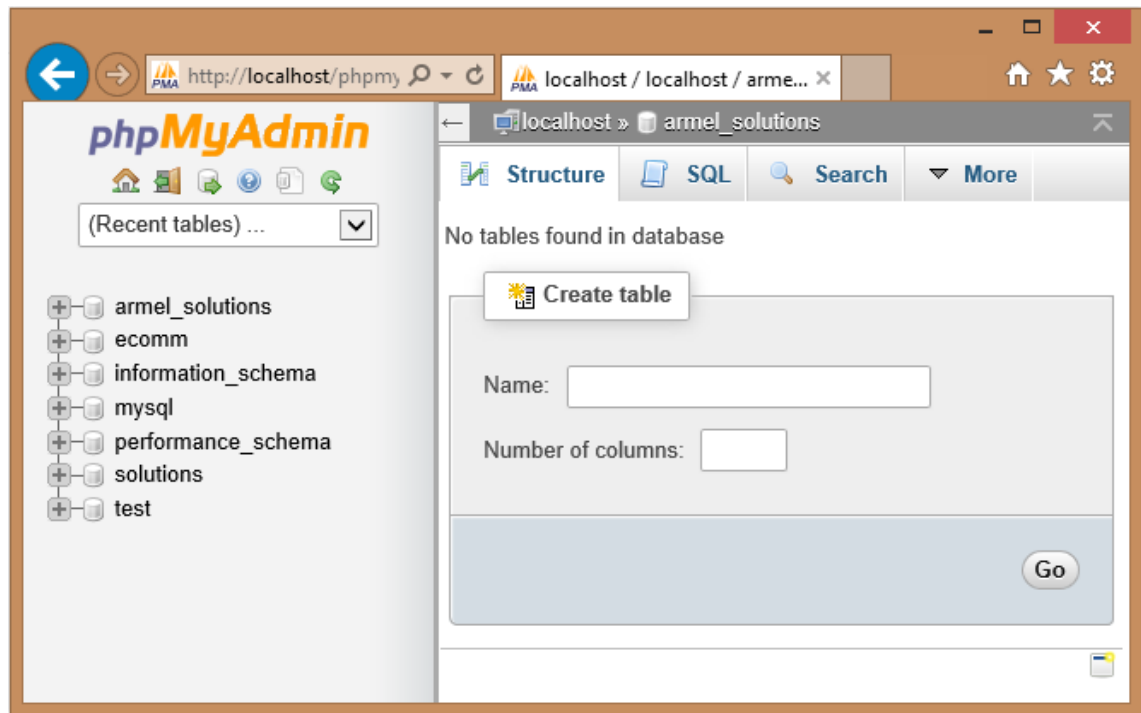 http://localhost/phpmy
localhost / localhost / arme...
phpMyAdmin
(Recent tables) ...
armel_solutions
ecomm
information_schema
mysql
performance_schema
solutions
test
localhost » armel_solutions
Structure SQL Search More
No tables found in database
Create table
Name:
Number of columns:
Go